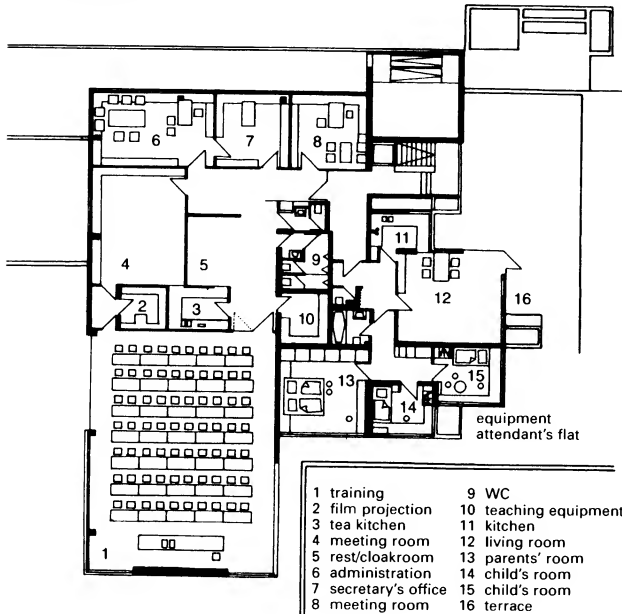 6
7
8
11
4
5
9
12
16
2
3
10
13
15
14
equipment
attendant's flat
1
1 training
2 film projection
3 tea kitchen
4 meeting room
5 rest/cloakroom
6 administration
7 secretary's office
8 meeting room
9 WC
10 teaching equipment
11 kitchen
12 living room
13 parents' room
14 child's room
15 child's room
16 terrace